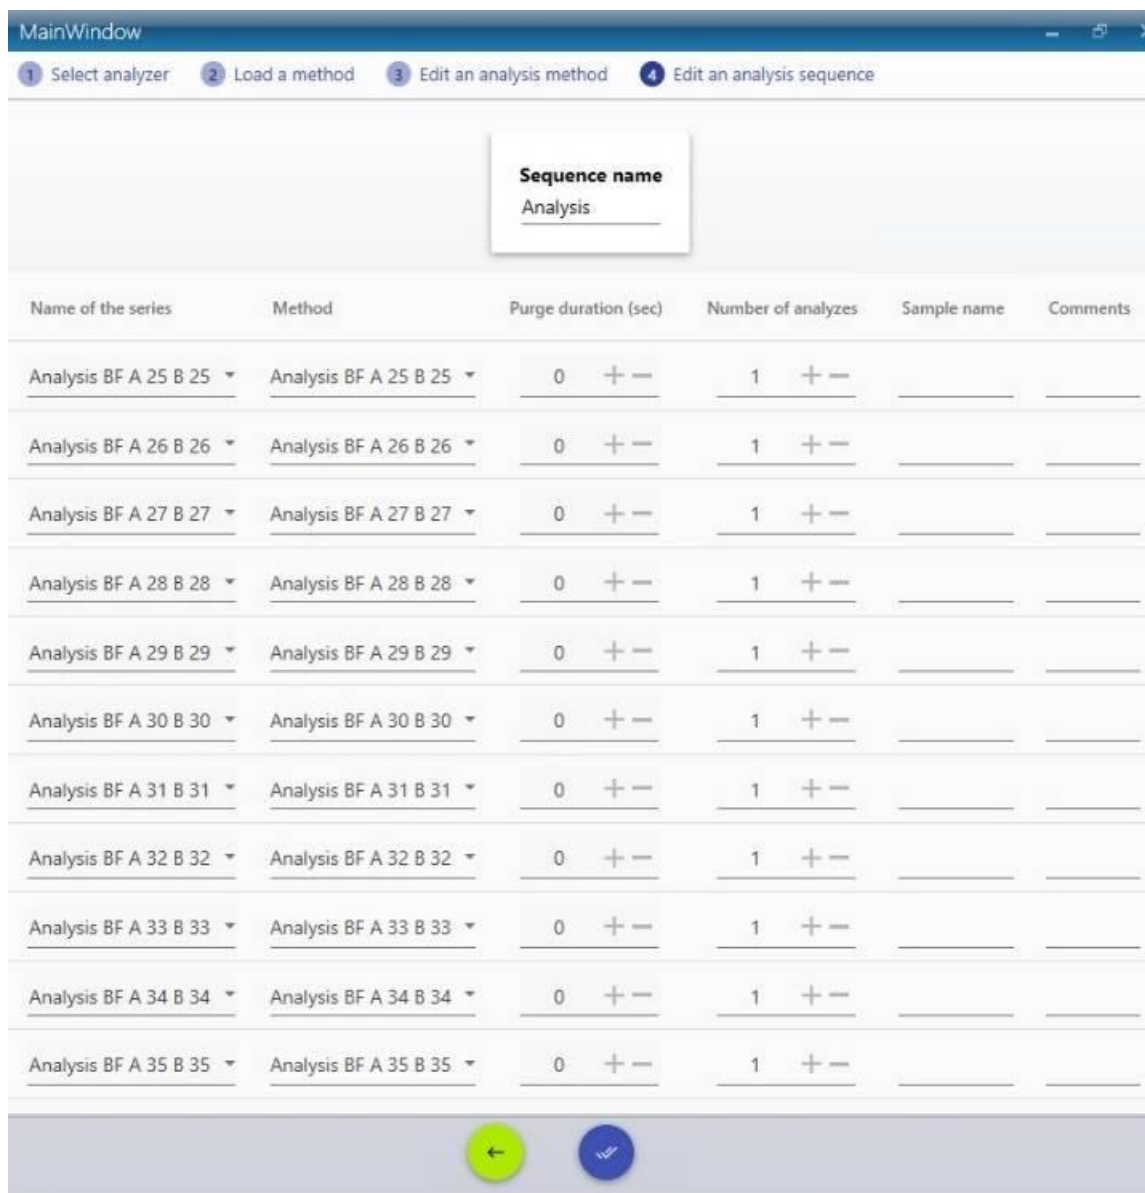 MainWindow
1 Select analyzer 2 Load a method 3 Edit an analysis method 4 Edit an analysis sequence
Sequence name
Analysis
Name of the series Method Purge duration (sec) Number of analyzes Sample name Comments
Analysis BF A 25 B 25 Analysis BF A 25 B 25 0 + − 1 + −
Analysis BF A 26 B 26 Analysis BF A 26 B 26 0 + − 1 + −
Analysis BF A 27 B 27 Analysis BF A 27 B 27 0 + − 1 + −
Analysis BF A 28 B 28 Analysis BF A 28 B 28 0 + − 1 + −
Analysis BF A 29 B 29 Analysis BF A 29 B 29 0 + − 1 + −
Analysis BF A 30 B 30 Analysis BF A 30 B 30 0 + − 1 + −
Analysis BF A 31 B 31 Analysis BF A 31 B 31 0 + − 1 + −
Analysis BF A 32 B 32 Analysis BF A 32 B 32 0 + − 1 + −
Analysis BF A 33 B 33 Analysis BF A 33 B 33 0 + − 1 + −
Analysis BF A 34 B 34 Analysis BF A 34 B 34 0 + − 1 + −
Analysis BF A 35 B 35 Analysis BF A 35 B 35 0 + − 1 + −